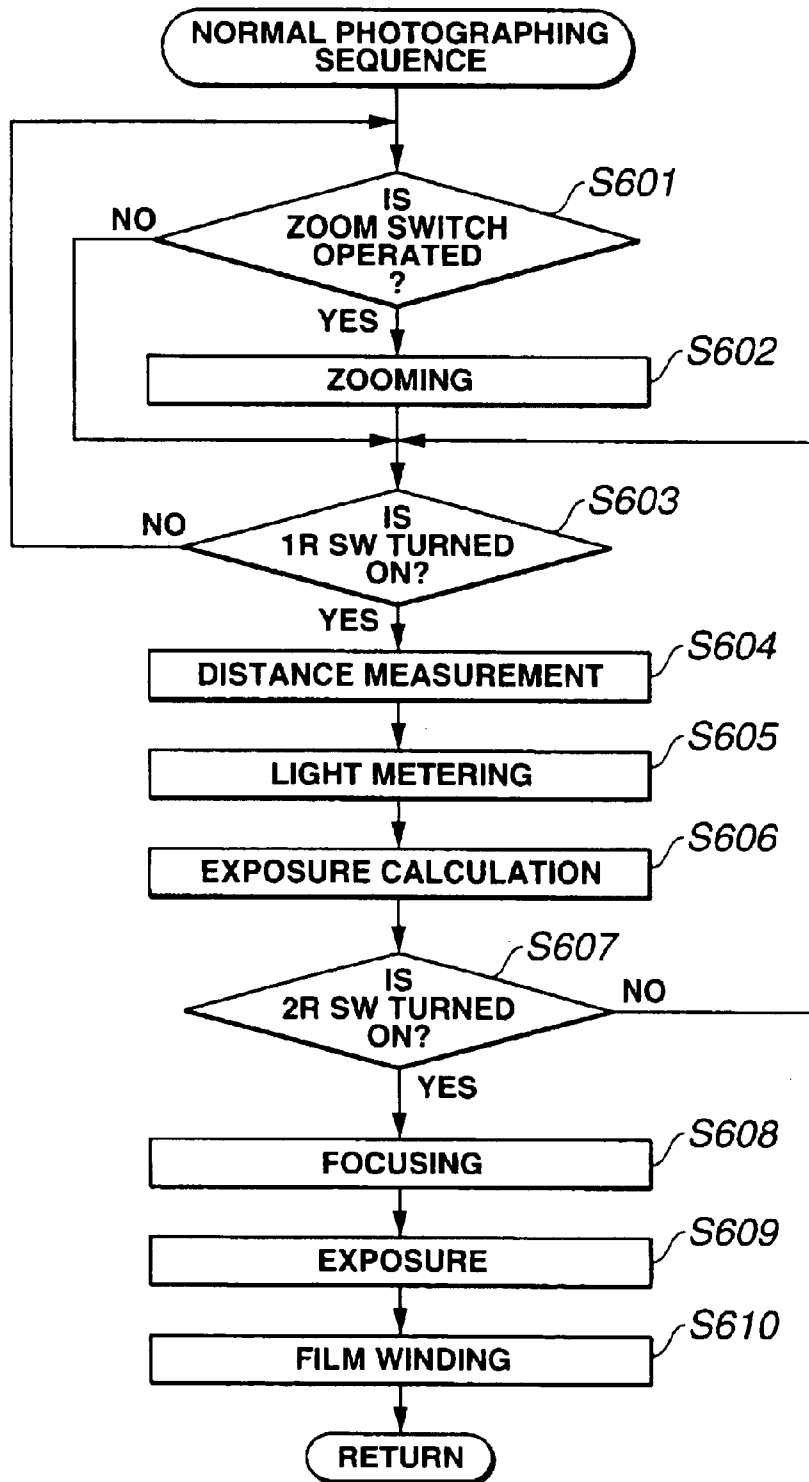 NORMAL PHOTOGRAPHING
SEQUENCE
S601
IS
ZOOM SWITCH
OPERATED
?
NO
YES
S602
ZOOMING
S603
IS
1R SW TURNED
ON?
NO
YES
S604
DISTANCE MEASUREMENT
S605
LIGHT METERING
S606
EXPOSURE CALCULATION
S607
IS
2R SW TURNED
ON?
NO
YES
S608
FOCUSING
S609
EXPOSURE
S610
FILM WINDING
RETURN